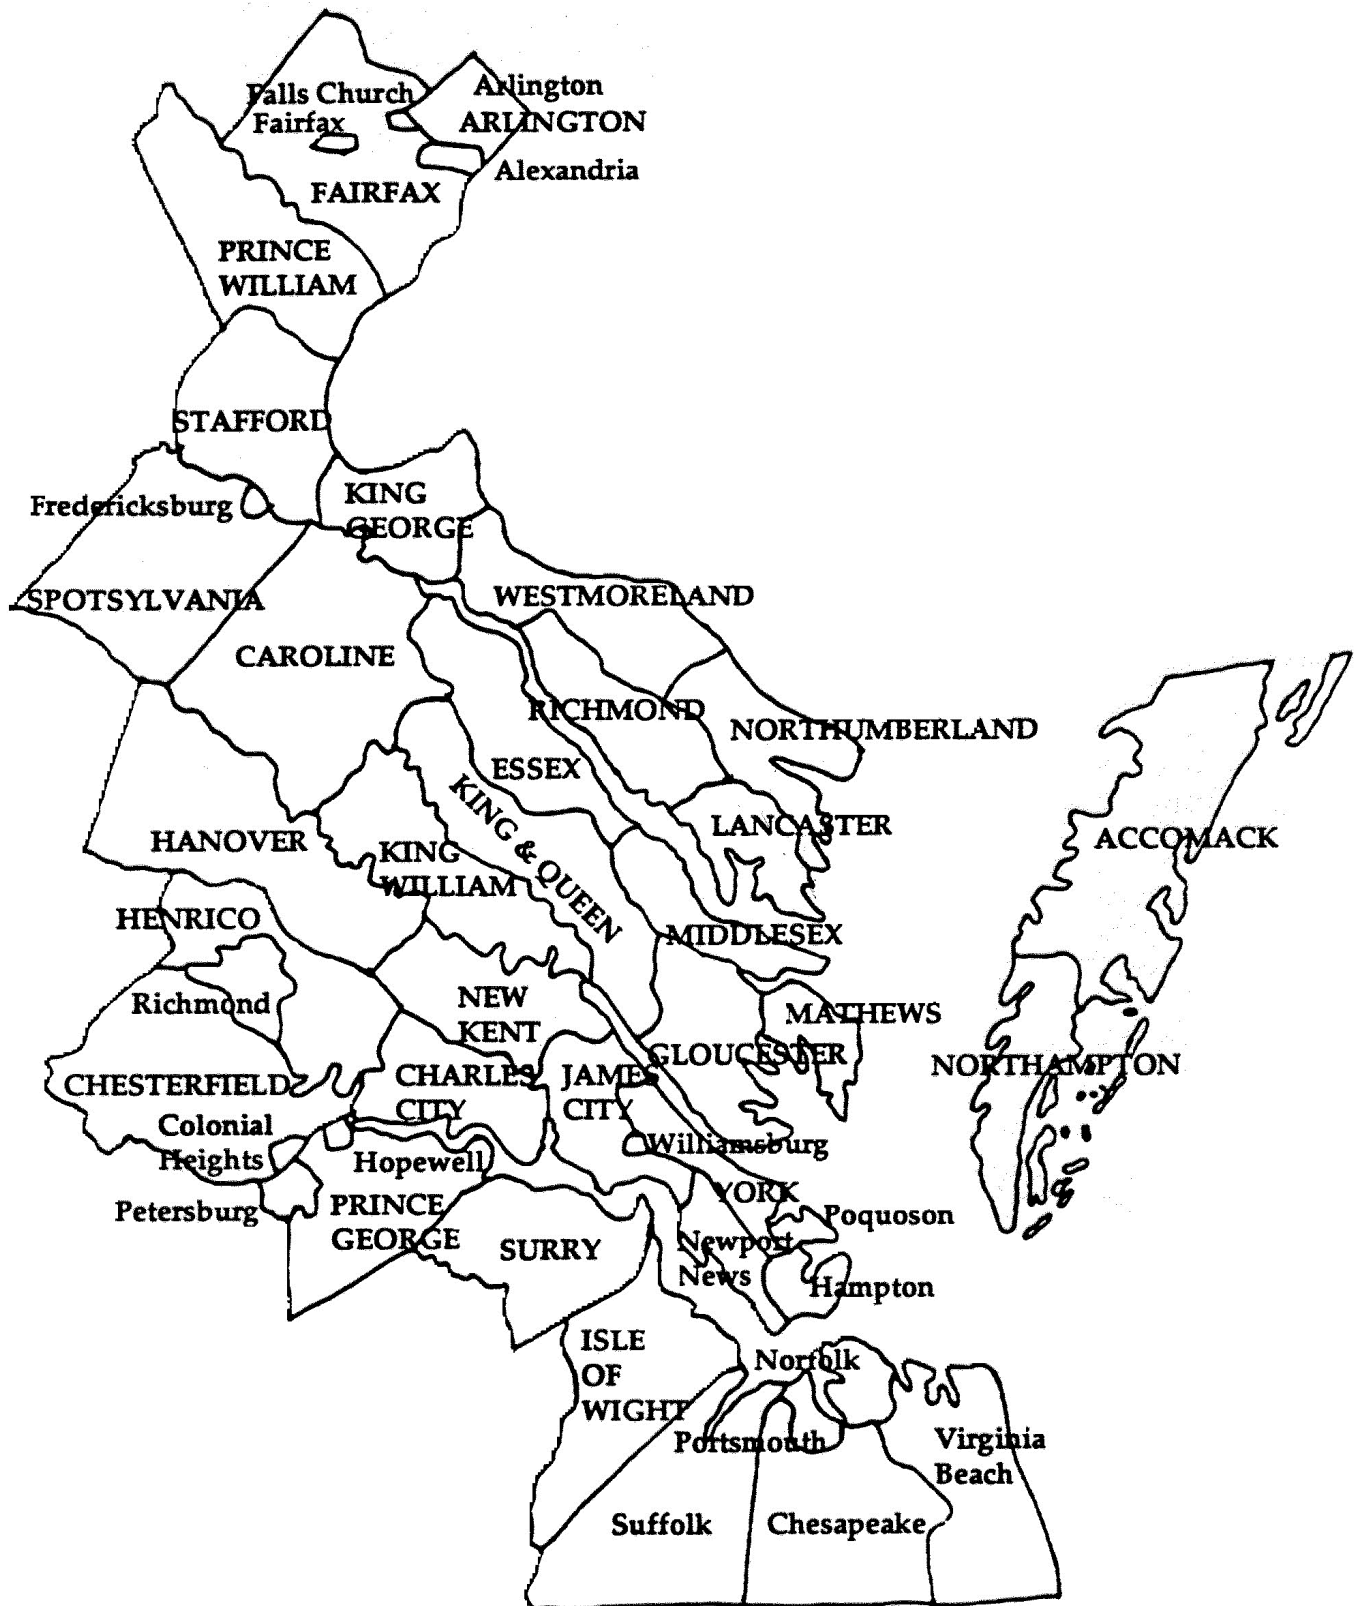 Falls Church
Arlington
Fairfax
ARLINGTON
Alexandria
FAIRFAX
PRINCE
WILLIAM
STAFFORD
Fredericksburg
KING
GEORGE
SPOTSYLVANIA
WESTMORELAND
CAROLINE
RICHMOND
NORTHUMBERLAND
ESSEX
KING & QUEEN
LANCASTER
ACCOMACK
HANOVER
KING
WILLIAM
HENRICO
MIDDLESEX
Richmond
NEW
KENT
MATHEWS
GLOUCESTER
NORTHAMPTON
CHESTERFIELD
CHARLES
CITY
JAMES
CITY
Colonial
Heights
Hopewell
Williamsburg
Petersburg
PRINCE
GEORGE
YORK
Poquoson
SURRY
Newport
News
Hampton
ISLE
OF
WIGHT
Norfolk
Portsmouth
Virginia
Beach
Suffolk
Chesapeake